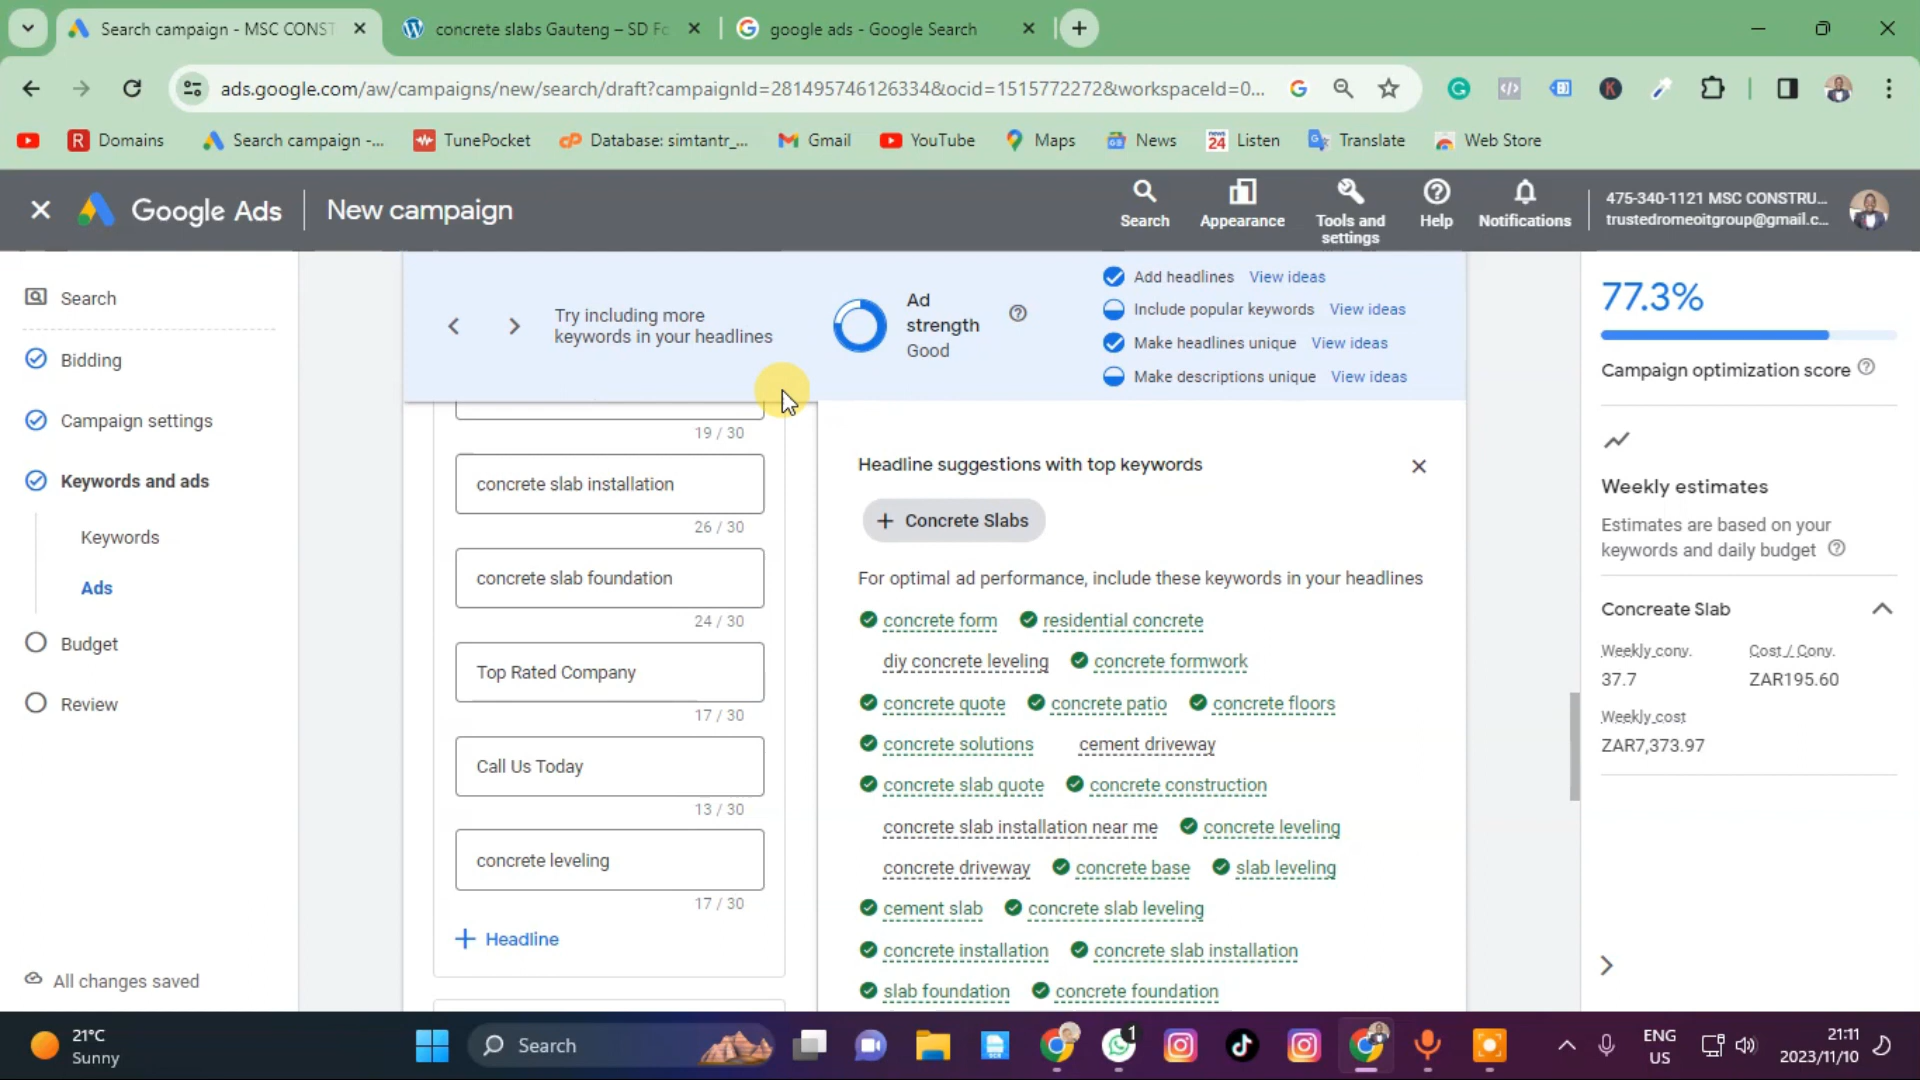 Search campaign - MSC CONST
concrete slabs Gauteng – SD Fo
google ads - Google Search
ads.google.com/aw/campaigns/new/search/draft?campaignId=281495746126334&ocid=1515772272&workspaceId=0...
Domains
Search campaign -...
TunePocket
Database: simtantr_...
Gmail
YouTube
Maps
News
Listen
Translate
Web Store
Google Ads
New campaign
Search
Appearance
Tools and settings
Help
Notifications
475-340-1121 MSC CONSTRU...
trustedromeoitgroup@gmail.c...
Search
Bidding
Campaign settings
Keywords and ads
Keywords
Ads
Budget
Review
All changes saved
Try including more
keywords in your headlines
Ad
strength
Good
Add headlines View ideas
Include popular keywords View ideas
Make headlines unique View ideas
Make descriptions unique View ideas
19 / 30
concrete slab installation
26 / 30
concrete slab foundation
24 / 30
Top Rated Company
17 / 30
Call Us Today
13 / 30
concrete leveling
17 / 30
+ Headline
Headline suggestions with top keywords
+ Concrete Slabs
For optimal ad performance, include these keywords in your headlines
concrete form residential concrete
diy concrete leveling concrete formwork
concrete quote concrete patio concrete floors
concrete solutions cement driveway
concrete slab quote concrete construction
concrete slab installation near me concrete leveling
concrete driveway concrete base slab leveling
cement slab concrete slab leveling
concrete installation concrete slab installation
slab foundation concrete foundation
77.3%
Campaign optimization score
Weekly estimates
Estimates are based on your
keywords and daily budget
Concreate Slab
Weekly conv. Cost / Conv.
37.7 ZAR195.60
Weekly cost
ZAR7,373.97
21°C
Sunny
Search
1
ENG
US
21:11
2023/11/10